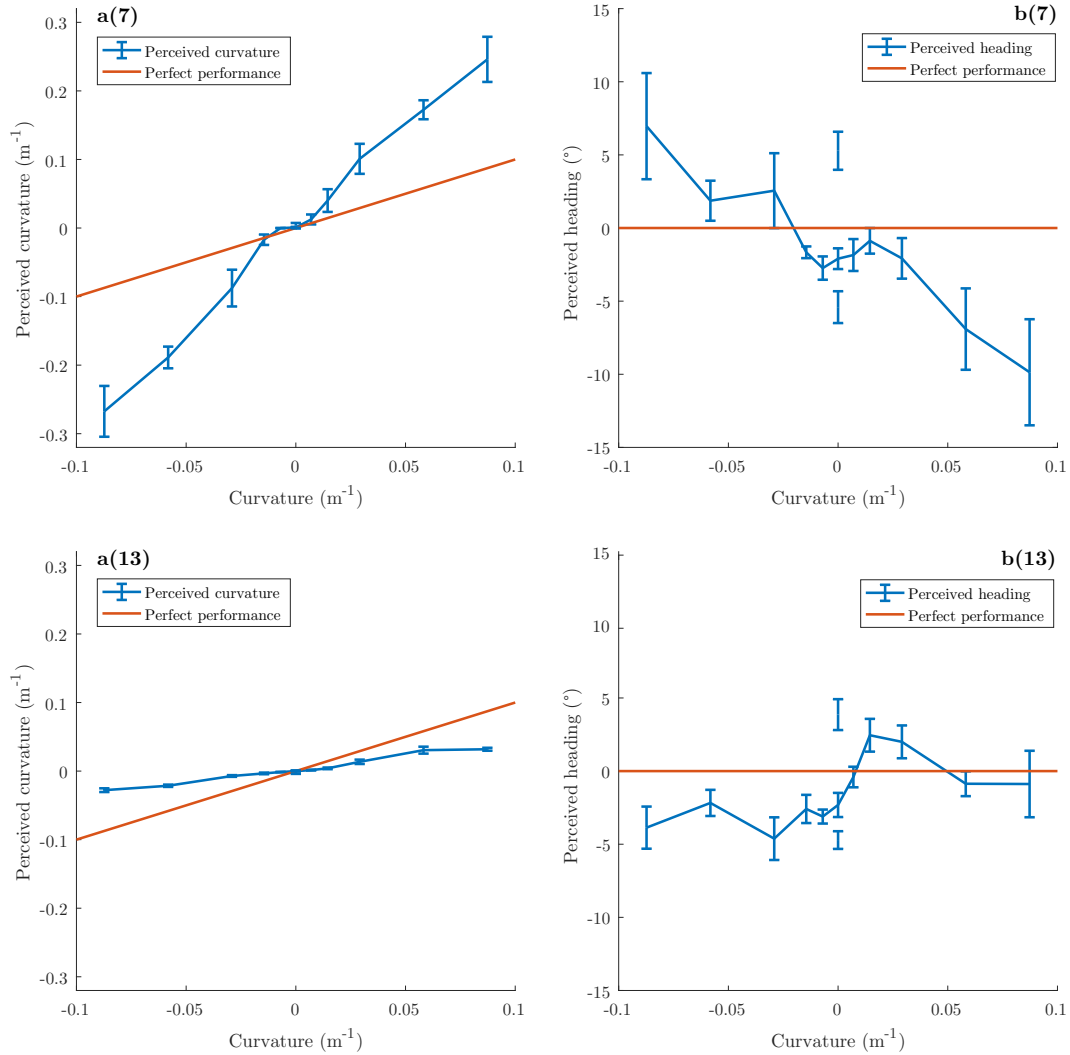 a(7)
Perceived curvature
Perfect performance
0.3
0.2
0.1
0
-0.1
-0.2
-0.3
Perceived curvature (m⁻¹)
-0.1
-0.05
0
0.05
0.1
Curvature (m⁻¹)
b(7)
Perceived heading
Perfect performance
15
10
5
0
-5
-10
-15
Perceived heading (°)
-0.1
-0.05
0
0.05
0.1
Curvature (m⁻¹)
a(13)
Perceived curvature
Perfect performance
0.3
0.2
0.1
0
-0.1
-0.2
-0.3
Perceived curvature (m⁻¹)
-0.1
-0.05
0
0.05
0.1
Curvature (m⁻¹)
b(13)
Perceived heading
Perfect performance
15
10
5
0
-5
-10
-15
Perceived heading (°)
-0.1
-0.05
0
0.05
0.1
Curvature (m⁻¹)